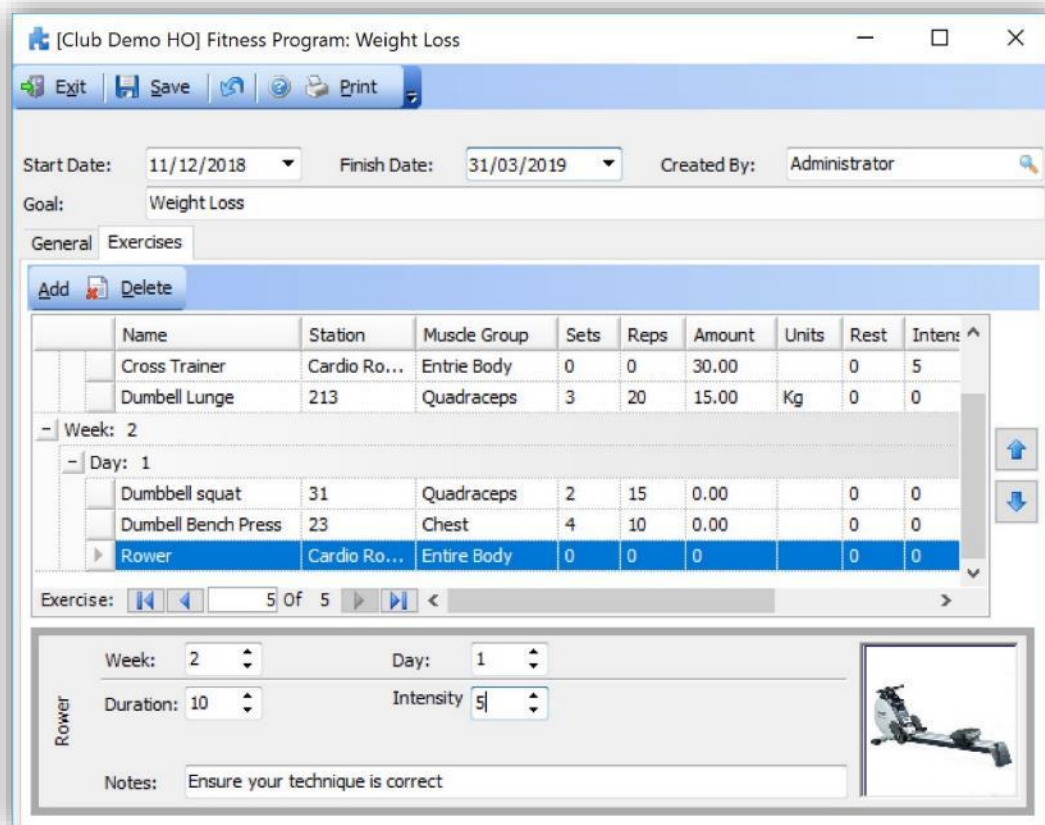 [Club Demo HO] Fitness Program: Weight Loss
Exit Save Print
Start Date: 11/12/2018 Finish Date: 31/03/2019 Created By: Administrator
Goal: Weight Loss
General Exercises
Add Delete
Name Station Muscle Group Sets Reps Amount Units Rest Intens
Cross Trainer Cardio Ro... Entrie Body 0 0 30.00 0 5
Dumbell Lunge 213 Quadraceps 3 20 15.00 Kg 0 0
Week: 2
Day: 1
Dumbbell squat 31 Quadraceps 2 15 0.00 0 0
Dumbell Bench Press 23 Chest 4 10 0.00 0 0
Rower Cardio Ro... Entire Body 0 0 0 0 0
Exercise: 5 Of 5
Week: 2 Day: 1
Rower
Duration: 10 Intensity 5
Notes: Ensure your technique is correct